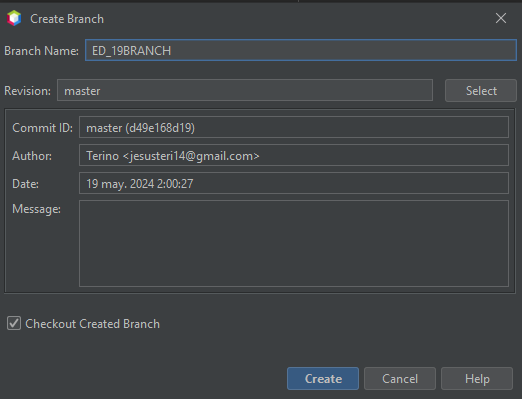 Create Branch
Branch Name: ED_19BRANCH
Revision: master Select
Commit ID: master (d49e168d19)
Author: Terino <jesusteri14@gmail.com>
Date: 19 may. 2024 2:00:27
Message:
Checkout Created Branch
Create Cancel Help